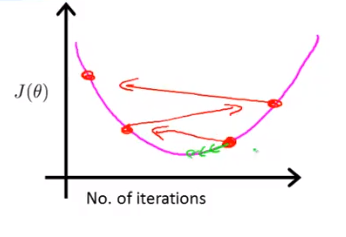 J(θ)
No. of iterations